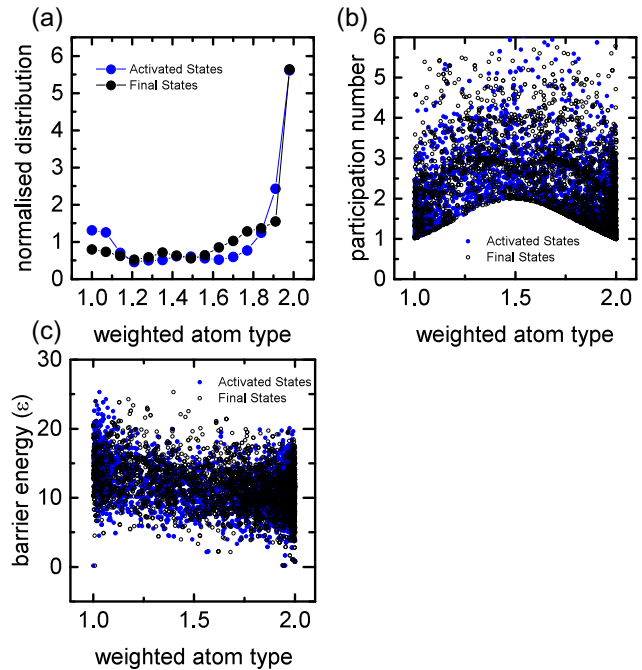 (a)
normalised distribution
6
5
4
3
2
1
0
Activated States
Final States
1.0 1.2 1.4 1.6 1.8 2.0
weighted atom type
(b)
participation number
6
5
4
3
2
1
0
Activated States
Final States
1.0 1.5 2.0
weighted atom type
(c)
barrier energy (ε)
30
20
10
0
Activated States
Final States
1.0 1.5 2.0
weighted atom type